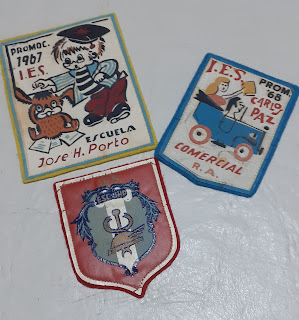 PROMOC.
1967
I.E.S.
ESCUELA
Jose H. Porto
I.E.S.
PROM.
68
CARLOS
PAZ
COMERCIAL
R.A.